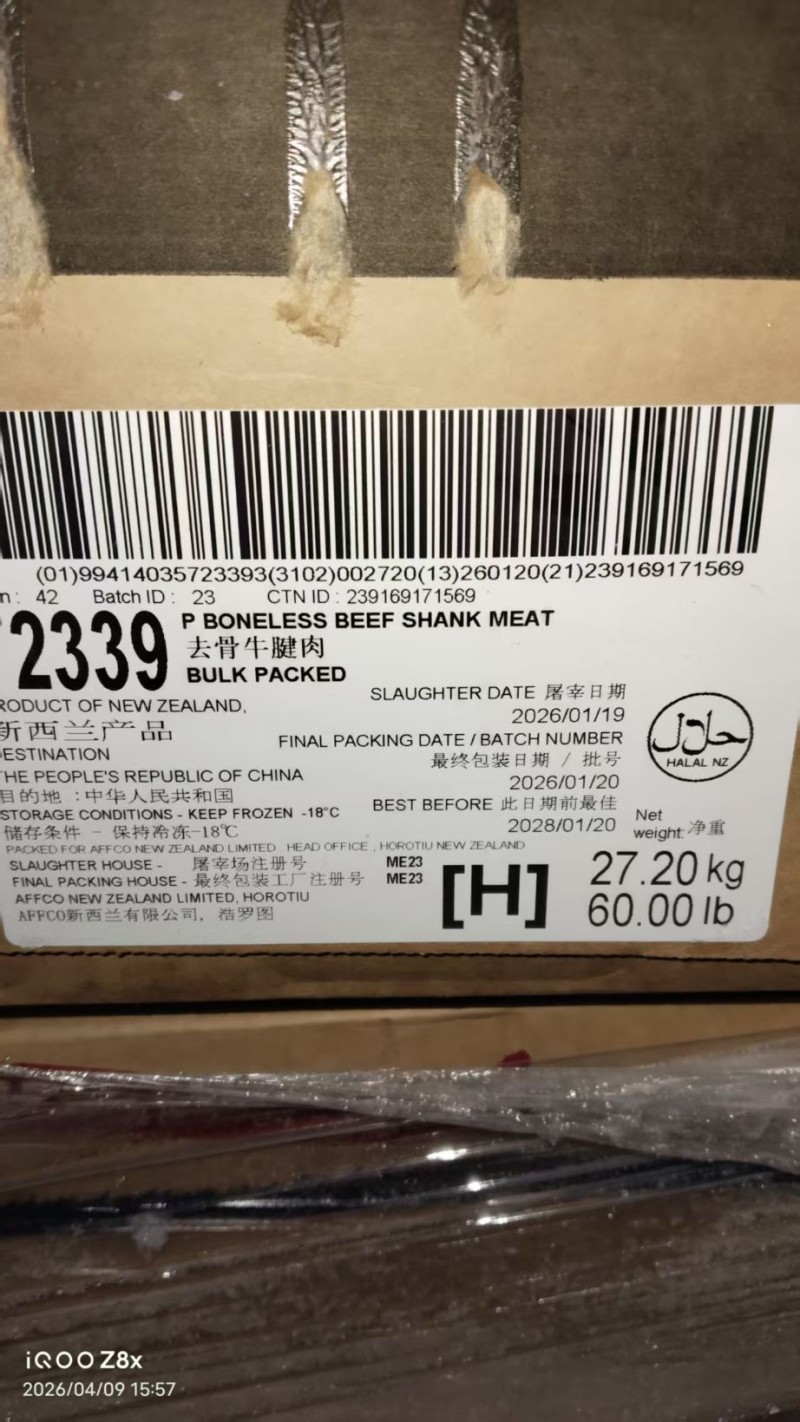 (01)99414035723393(3102)002720(13)260120(21)239169171569
42 Batch ID : 23 CTN ID : 239169171569
2339
P BONELESS BEEF SHANK MEAT
去骨牛腱肉
BULK PACKED
RODUCT OF NEW ZEALAND,
新西兰产品
ESTINATION
HE PEOPLE'S REPUBLIC OF CHINA
目的地 :中华人民共和国
STORAGE CONDITIONS - KEEP FROZEN -18°C
储存条件 - 保持冷冻-18℃
PACKED FOR AFFCO NEW ZEALAND LIMITED HEAD OFFICE , HOROTIU NEW ZEALAND
SLAUGHTER HOUSE - 屠宰场注册号 ME23
FINAL PACKING HOUSE - 最终包装工厂注册号 ME23
AFFCO NEW ZEALAND LIMITED, HOROTIU
AFFCO新西兰有限公司, 浩罗图
SLAUGHTER DATE 屠宰日期
2026/01/19
FINAL PACKING DATE / BATCH NUMBER
最终包装日期 / 批号
2026/01/20
BEST BEFORE 此日期前最佳
2028/01/20
[H]
حلال
HALAL NZ
Net
weight: 净重
27.20 kg
60.00 lb
iQOO Z8x
2026/04/09 15:57